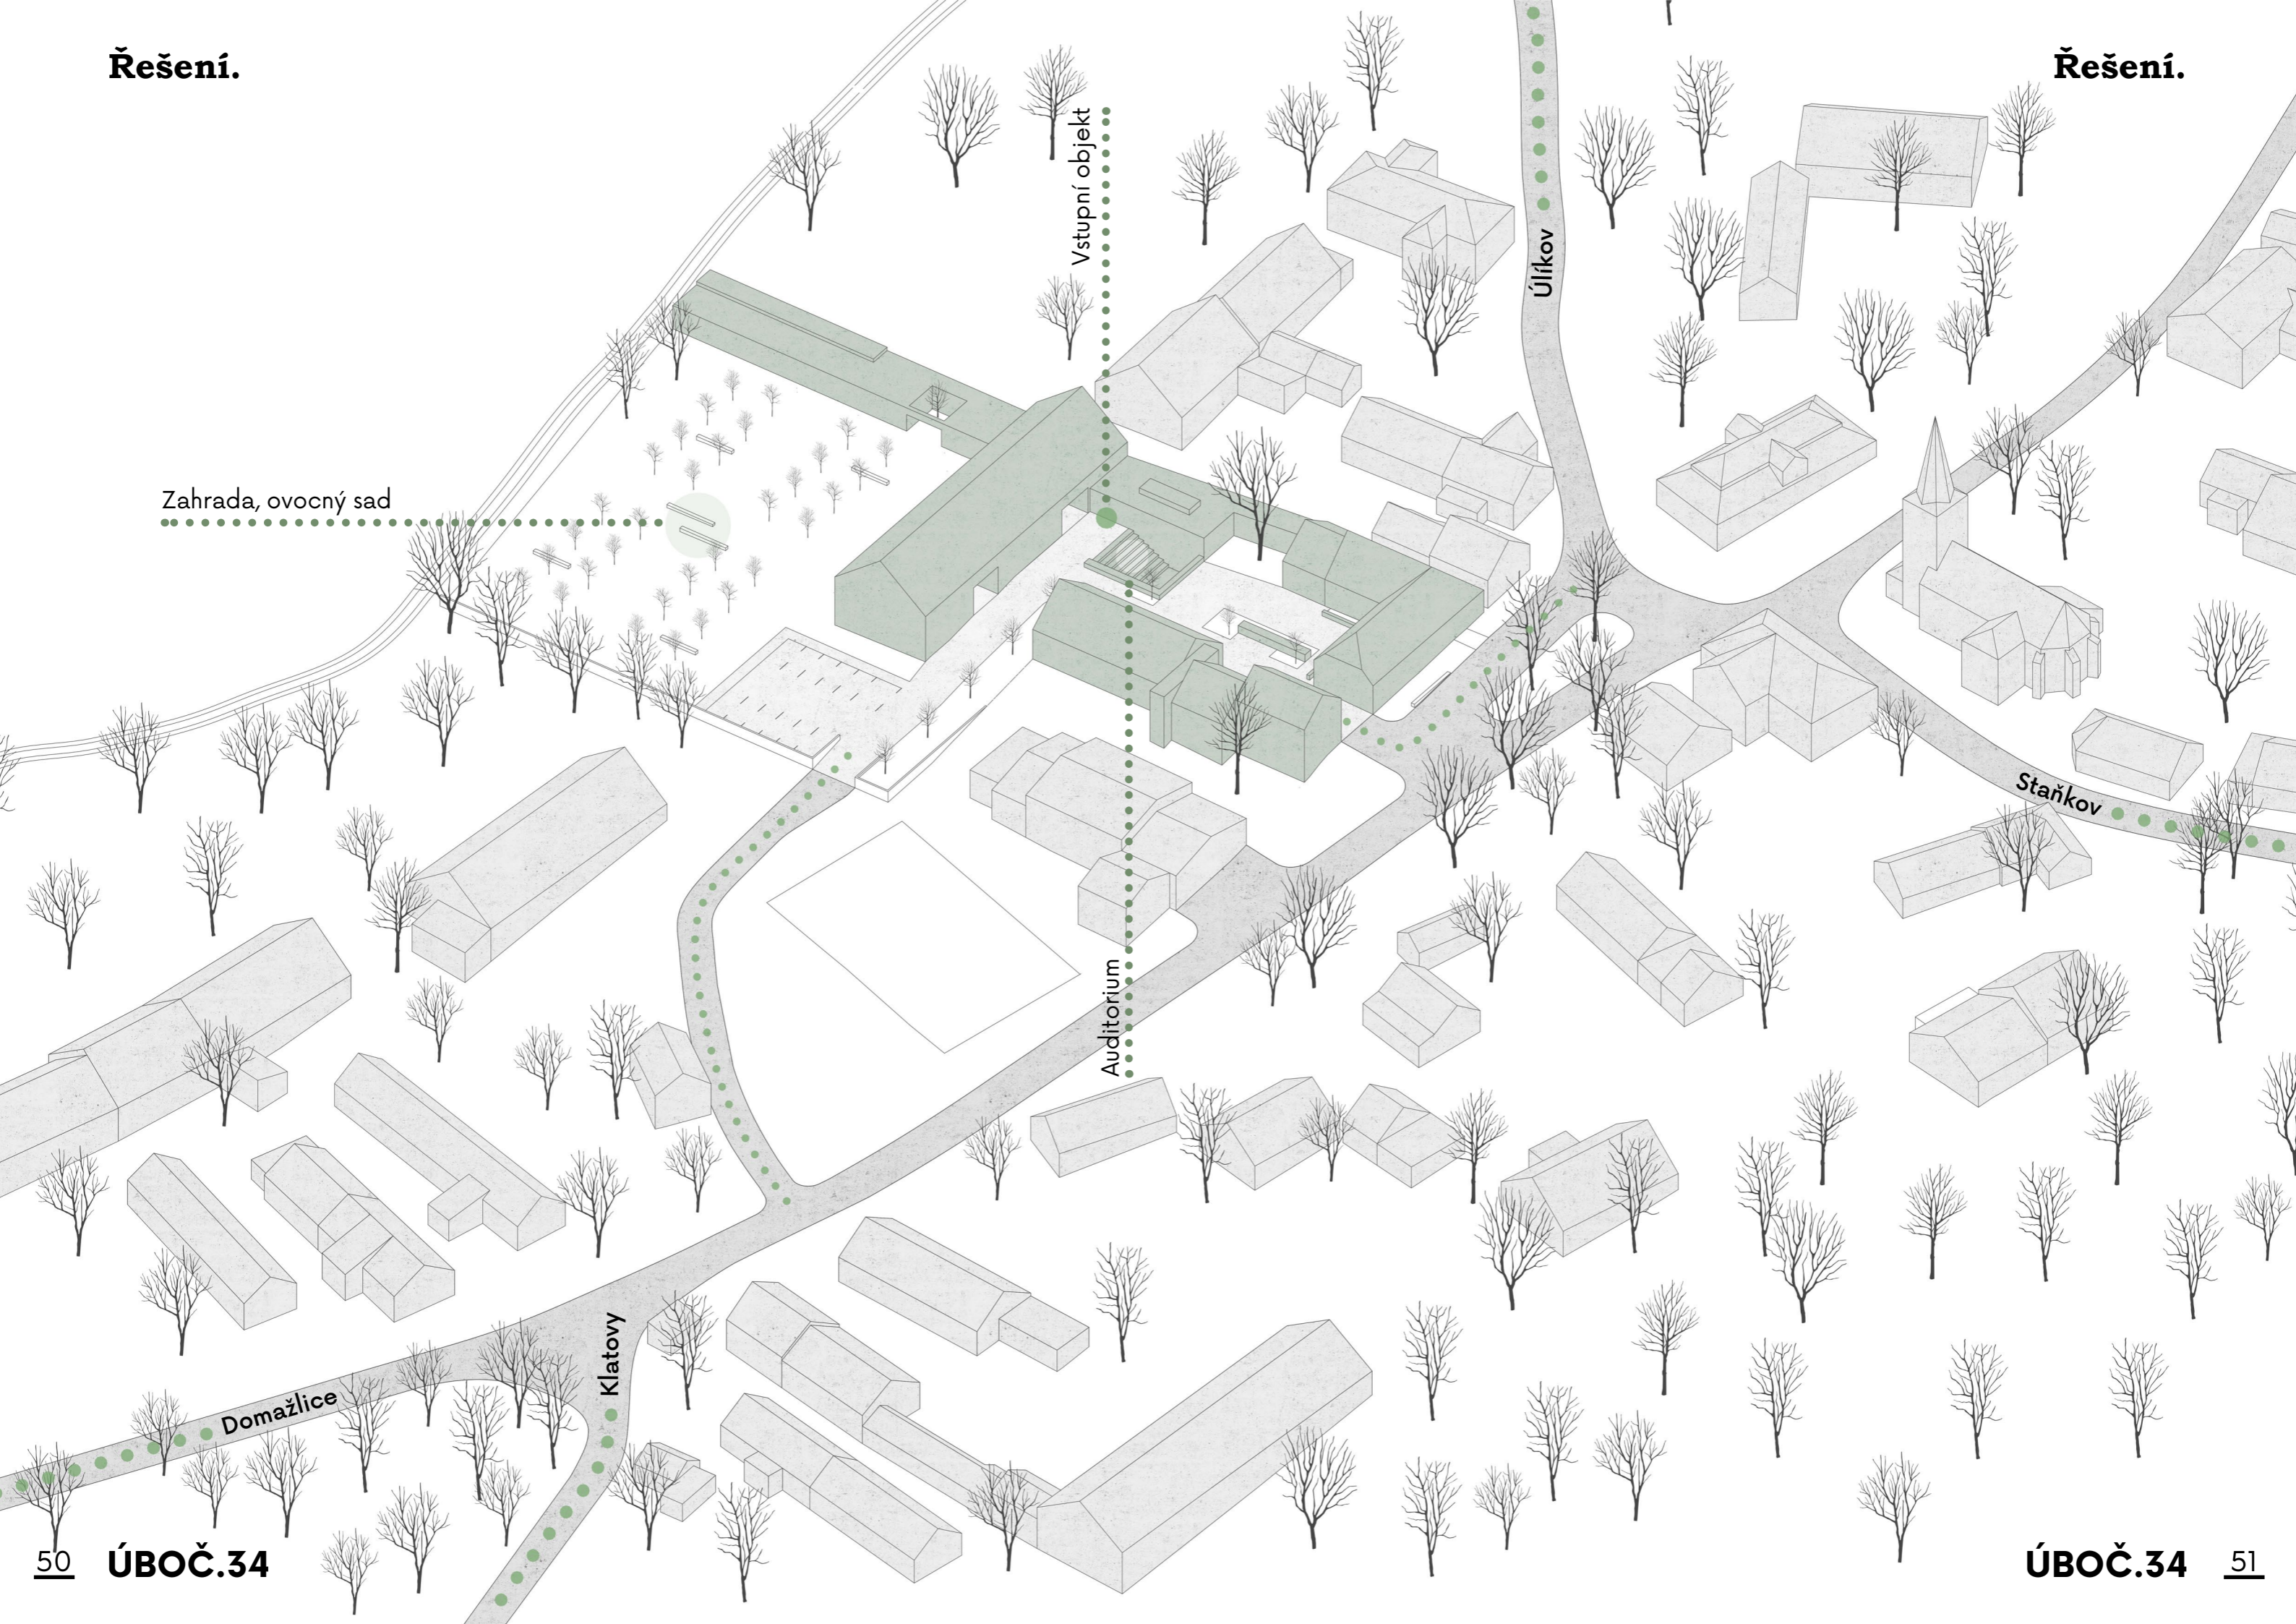 Řešení.
Řešení.
Vstupní objekt
Úlíkov
Zahrada, ovocný sad
Staňkov
Auditorium
Klatovy
Domažlice
50 ÚBOČ.34
ÚBOČ.34 51